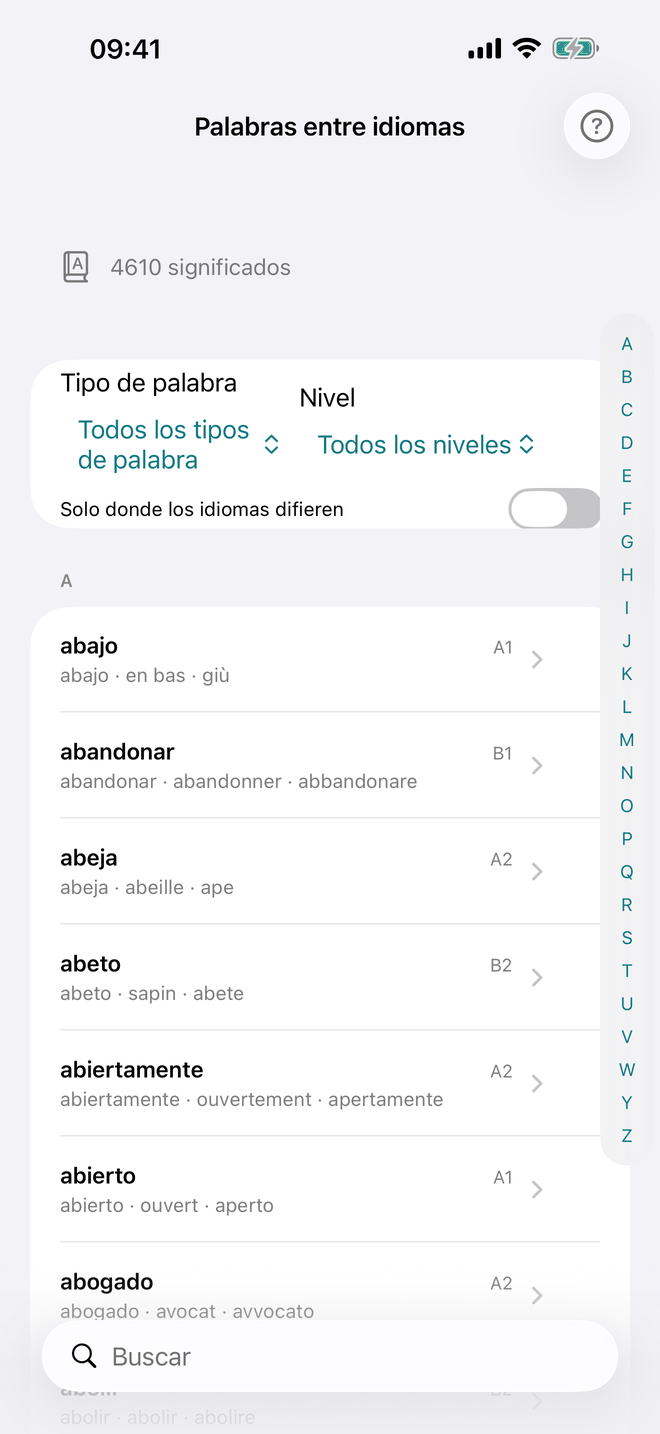 09:41
Palabras entre idiomas
4610 significados
Tipo de palabra
Todos los tipos
de palabra
Nivel
Todos los niveles
Solo donde los idiomas difieren
A
abajo
A1
abajo · en bas · giù
abandonar
B1
abandonar · abandonner · abbandonare
abeja
A2
abeja · abeille · ape
abeto
B2
abeto · sapin · abete
abiertamente
A2
abiertamente · ouvertement · apertamente
abierto
A1
abierto · ouvert · aperto
abogado
A2
abogado · avocat · avvocato
Buscar
abolir · abolir · abolire
A
B
C
D
E
F
G
H
I
J
K
L
M
N
O
P
Q
R
S
T
U
V
W
Y
Z